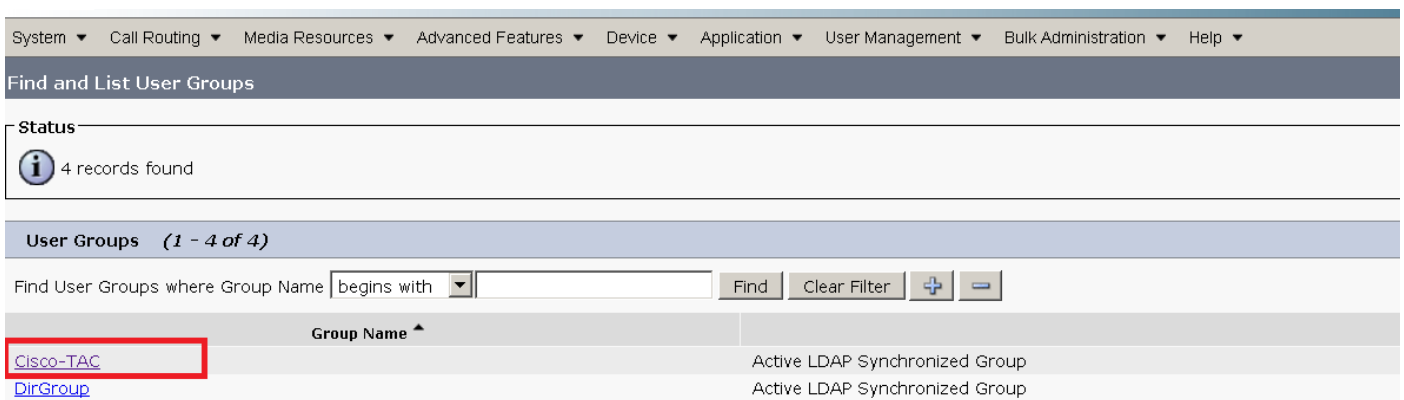 System ▼ Call Routing ▼ Media Resources ▼ Advanced Features ▼ Device ▼ Application ▼ User Management ▼ Bulk Administration ▼ Help ▼
Find and List User Groups
Status
4 records found
User Groups (1 - 4 of 4)
Find User Groups where Group Name begins with Find Clear Filter
Group Name
Cisco-TAC Active LDAP Synchronized Group
DirGroup Active LDAP Synchronized Group